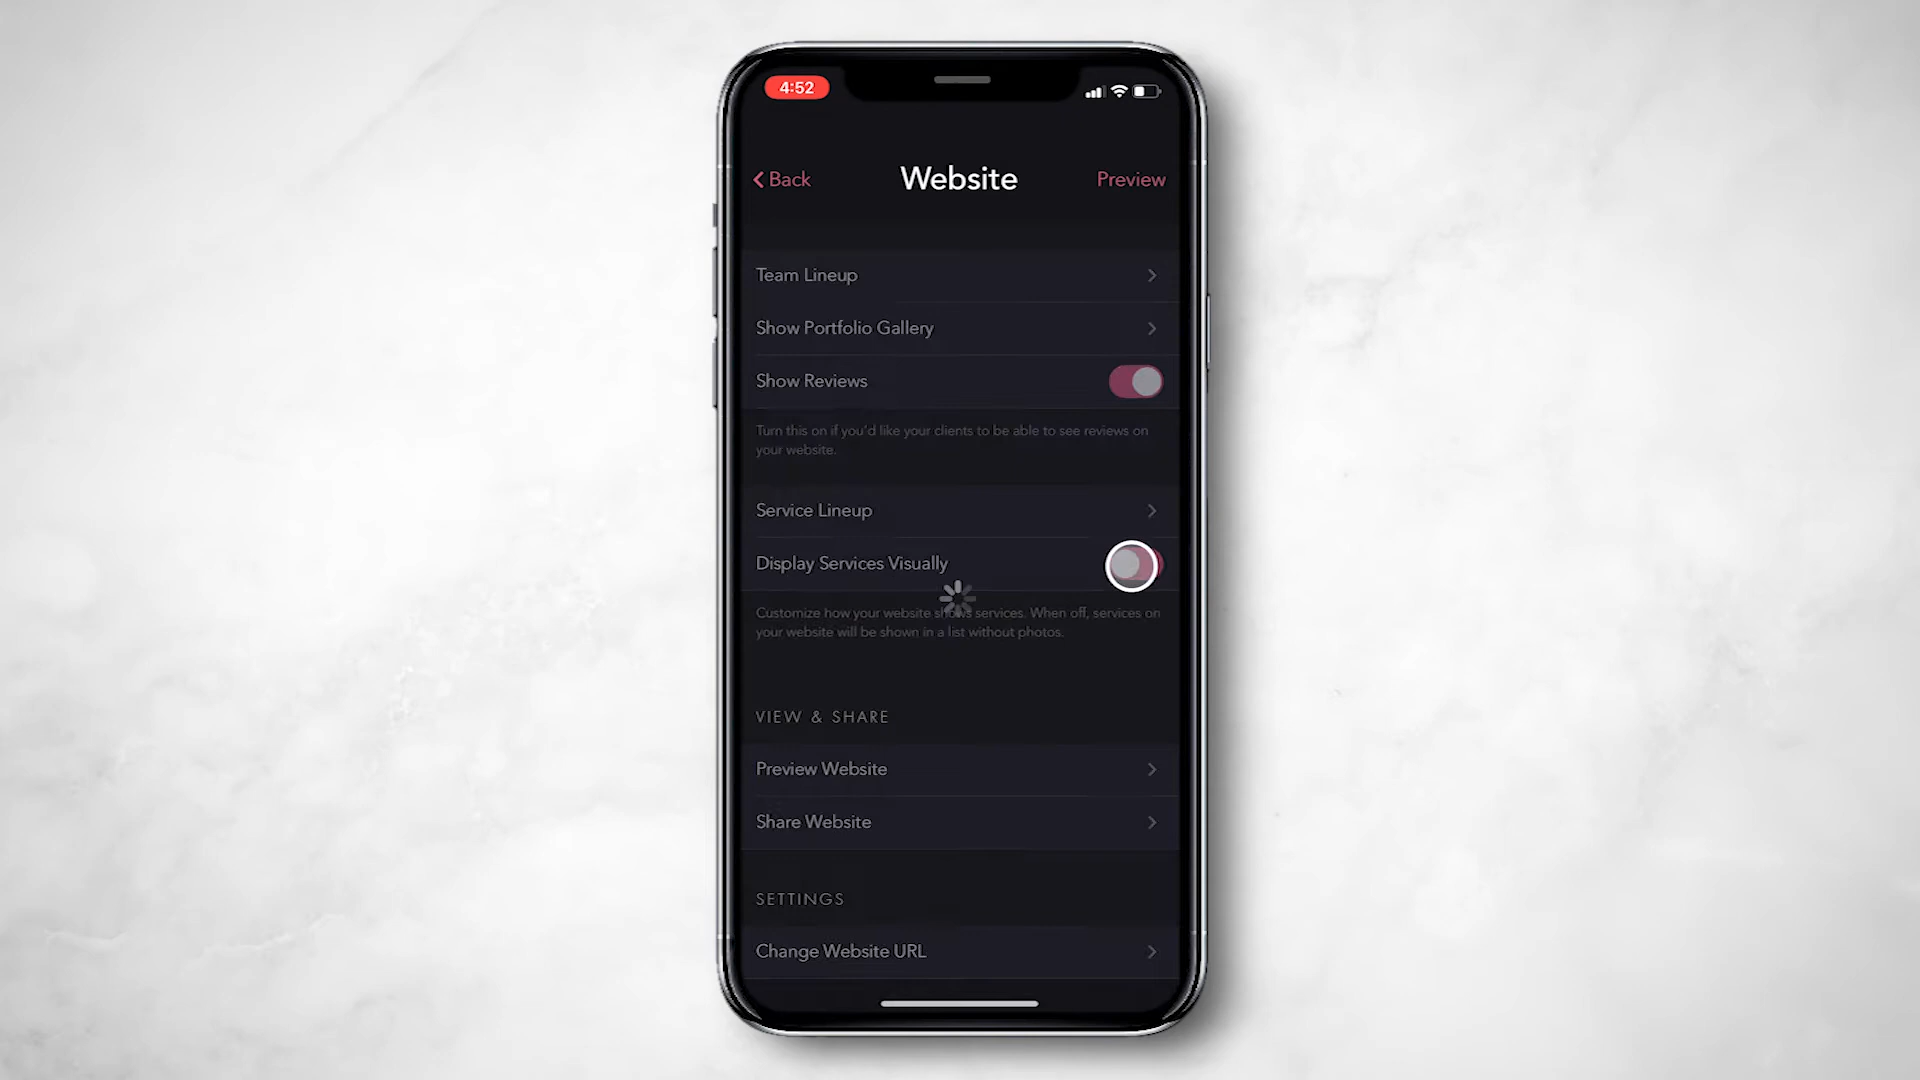 4:52
Back
Website
Preview
Team Lineup
Show Portfolio Gallery
Show Reviews
Turn this on if you'd like your clients to be able to see reviews on
your website.
Service Lineup
Display Services Visually
Customize how your website shows services. When off, services on
your website will be shown in a list without photos.
VIEW & SHARE
Preview Website
Share Website
SETTINGS
Change Website URL